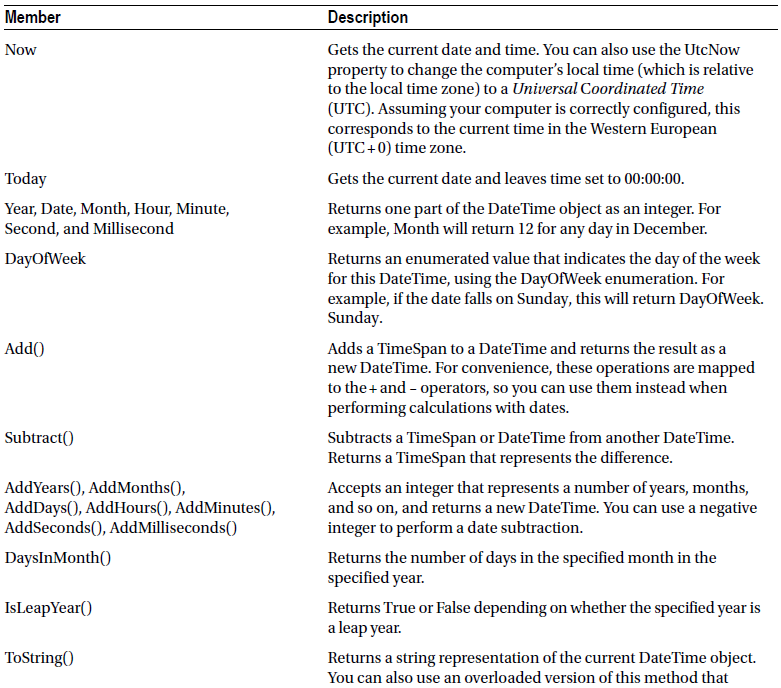 Member Description
Now Gets the current date and time. You can also use the UtcNow
property to change the computer’s local time (which is relative
to the local time zone) to a Universal Coordinated Time
(UTC). Assuming your computer is correctly configured, this
corresponds to the current time in the Western European
(UTC+0) time zone.
Today Gets the current date and leaves time set to 00:00:00.
Year, Date, Month, Hour, Minute, Returns one part of the DateTime object as an integer. For
Second, and Millisecond example, Month will return 12 for any day in December.
DayOfWeek Returns an enumerated value that indicates the day of the week
for this DateTime, using the DayOfWeek enumeration. For
example, if the date falls on Sunday, this will return DayOfWeek.
Sunday.
Add() Adds a TimeSpan to a DateTime and returns the result as a
new DateTime. For convenience, these operations are mapped
to the + and – operators, so you can use them instead when
performing calculations with dates.
Subtract() Subtracts a TimeSpan or DateTime from another DateTime.
Returns a TimeSpan that represents the difference.
AddYears(), AddMonths(), Accepts an integer that represents a number of years, months,
AddDays(), AddHours(), AddMinutes(), and so on, and returns a new DateTime. You can use a negative
AddSeconds(), AddMilliseconds() integer to perform a date subtraction.
DaysInMonth() Returns the number of days in the specified month in the
specified year.
IsLeapYear() Returns True or False depending on whether the specified year is
a leap year.
ToString() Returns a string representation of the current DateTime object.
You can also use an overloaded version of this method that